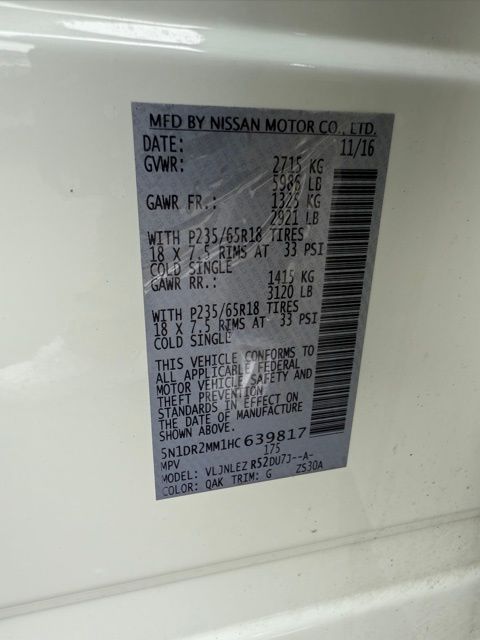 MFD BY NISSAN MOTOR CO., LTD.
DATE: 11/16
GVWR: 2715 KG
5986 LB
GAWR FR.: 1325 KG
2921 LB
WITH P235/65R18 TIRES
18 X 7.5 RIMS AT 33 PSI
COLD SINGLE
GAWR RR.: 1415 KG
3120 LB
WITH P235/65R18 TIRES
18 X 7.5 RIMS AT 33 PSI
COLD SINGLE
THIS VEHICLE CONFORMS TO
ALL APPLICABLE FEDERAL
MOTOR VEHICLE SAFETY AND
THEFT PREVENTION
STANDARDS IN EFFECT ON
THE DATE OF MANUFACTURE
SHOWN ABOVE.
5N1DR2MM1HC639817
MPV 175
MODEL: VLJNLEZ R52DU7J--A-
COLOR: QAK TRIM: G ZS30A